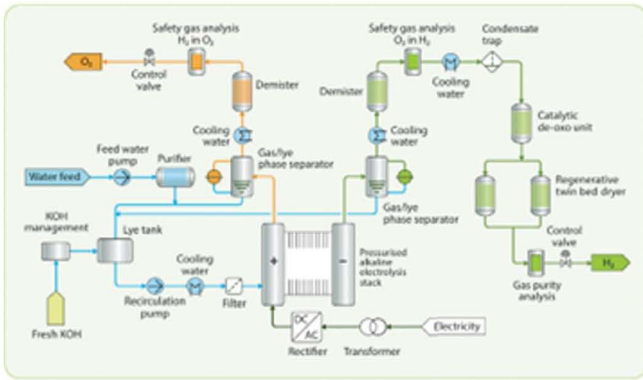 Safety gas analysis
H₂ in O₂
O₂
Control
valve
Demister
Cooling
water
Gas/lye
phase separator
Safety gas analysis
O₂ in H₂
Condensate
trap
Cooling
water
Demister
Cooling
water
Catalytic
de-oxo unit
Gas/lye
phase separator
Regenerative
twin bed dryer
Control
valve
H₂
Gas purity
analysis
Feed water
pump
Purifier
Water feed
KOH
management
Lye tank
Fresh KOH
Recirculation
pump
Cooling
water
Filter
+
−
Pressurised
alkaline
electrolysis
stack
DC
AC
Rectifier
Transformer
Electricity